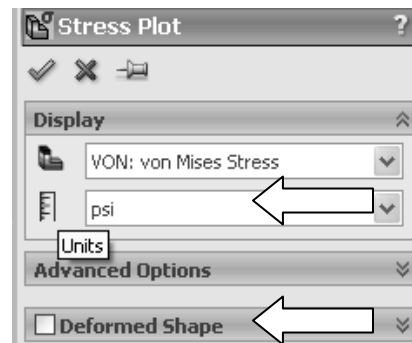 Stress Plot ?
Display
VON: von Mises Stress
psi
Units
Advanced Options
Deformed Shape